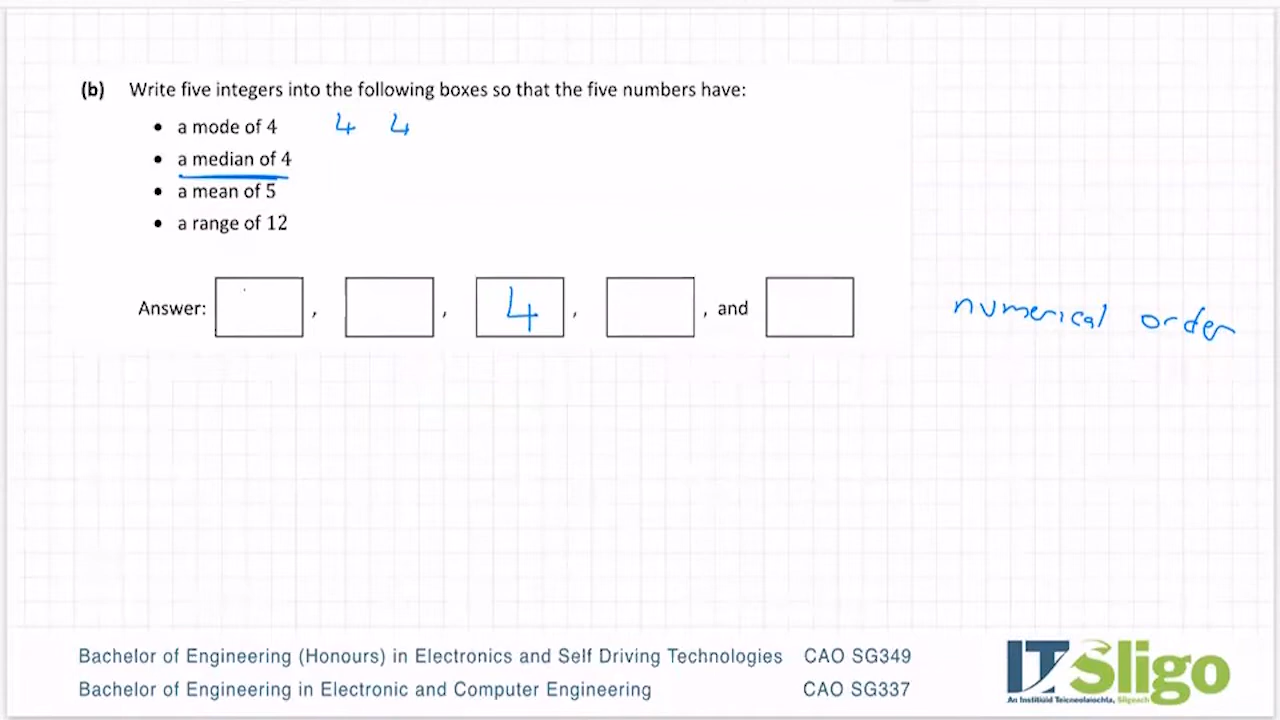 (b) Write five integers into the following boxes so that the five numbers have:
• a mode of 4 4 4
• a median of 4
• a mean of 5
• a range of 12
Answer: , , 4 , , and
numerical order
Bachelor of Engineering (Honours) in Electronics and Self Driving Technologies CAO SG349
Bachelor of Engineering in Electronic and Computer Engineering CAO SG337
IT Sligo
An Institiúid Teicneolaíochta, Sligeach